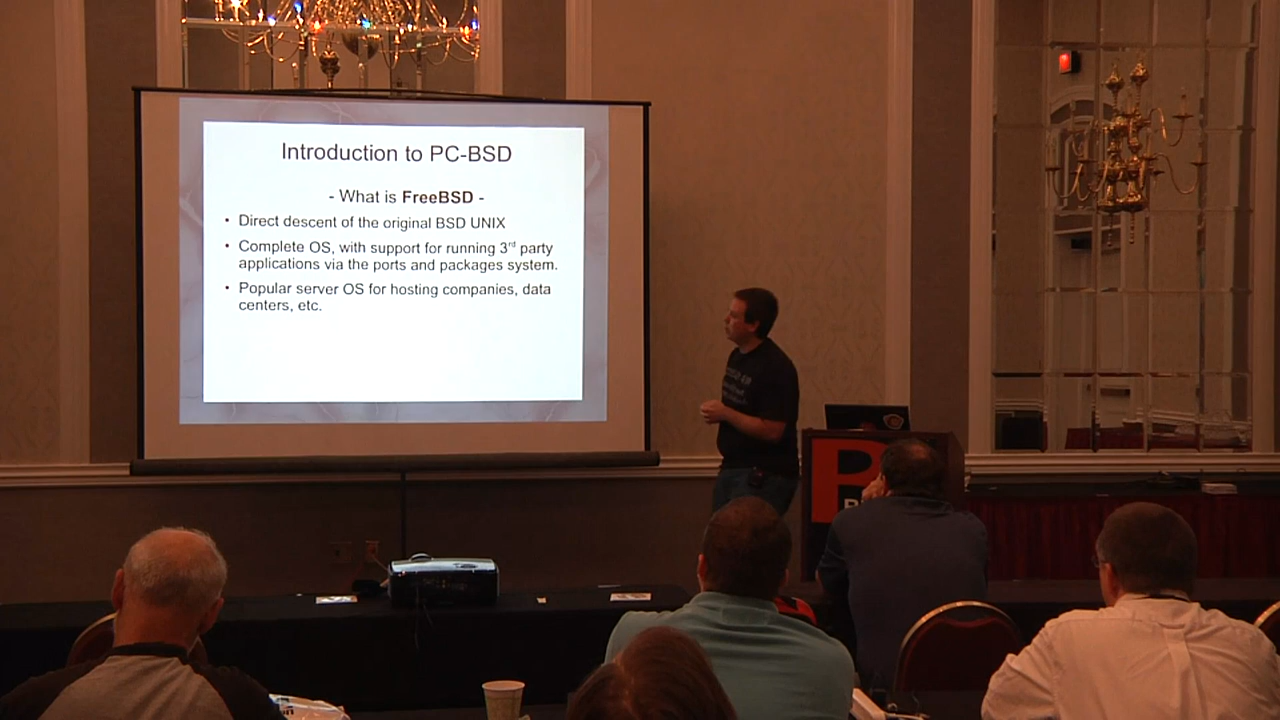 Introduction to PC-BSD
- What is FreeBSD -
• Direct descent of the original BSD UNIX
• Complete OS, with support for running 3rd party
applications via the ports and packages system.
• Popular server OS for hosting companies, data
centers, etc.